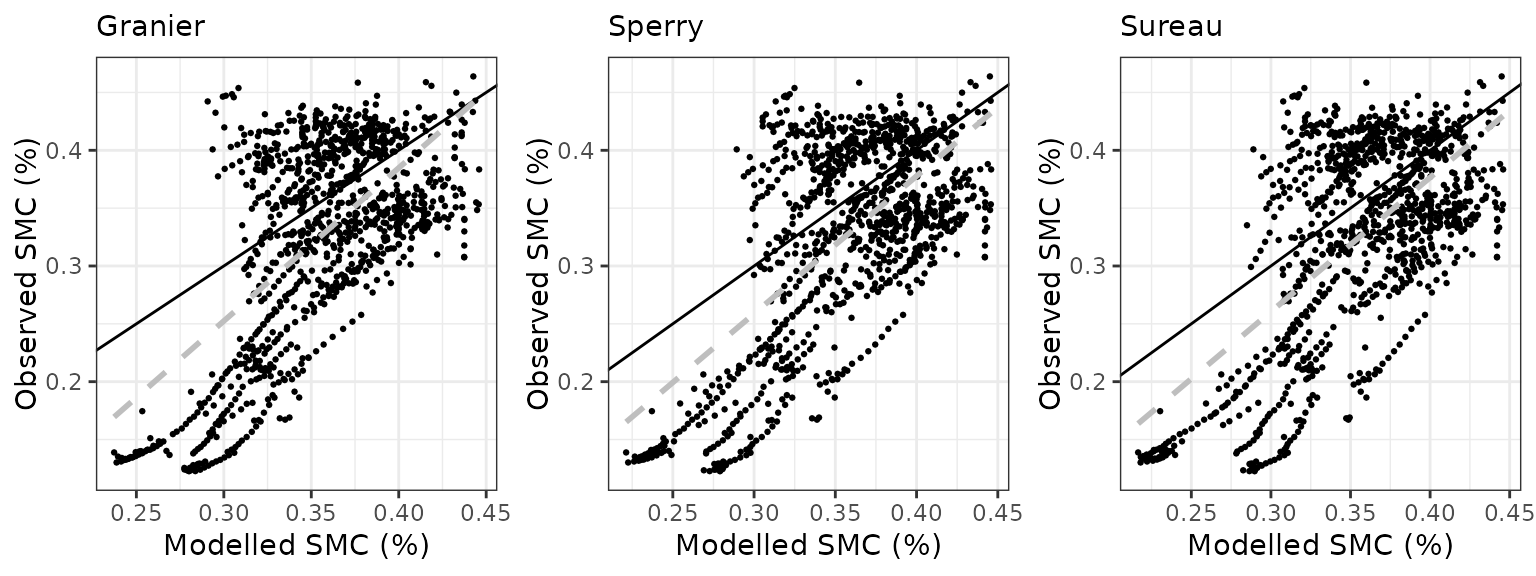 Granier
Observed SMC (%)
0.4
0.3
0.2
0.25 0.30 0.35 0.40 0.45
Modelled SMC (%)
Sperry
Observed SMC (%)
0.4
0.3
0.2
0.25 0.30 0.35 0.40 0.45
Modelled SMC (%)
Sureau
Observed SMC (%)
0.4
0.3
0.2
0.25 0.30 0.35 0.40 0.45
Modelled SMC (%)